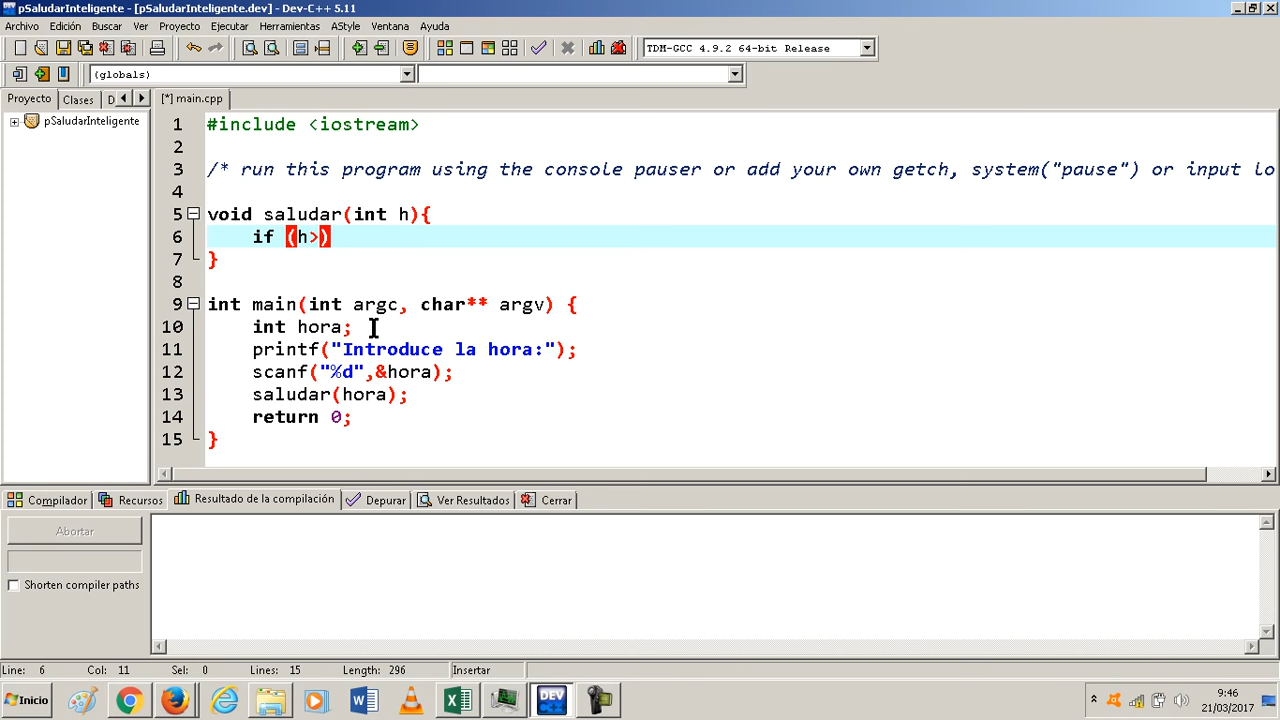 pSaludarInteligente - [pSaludarInteligente.dev] - Dev-C++ 5.11
Archivo Edición Buscar Ver Proyecto Ejecutar Herramientas AStyle Ventana Ayuda
TDM-GCC 4.9.2 64-bit Release
(globals)
Proyecto Clases D [*] main.cpp
pSaludarInteligente
1 #include <iostream>
2
3 /* run this program using the console pauser or add your own getch, system("pause") or input lo
4
5 void saludar(int h){
6 if (h>)
7 }
8
9 int main(int argc, char** argv) {
10 int hora;
11 printf("Introduce la hora:");
12 scanf("%d",&hora);
13 saludar(hora);
14 return 0;
15 }
Compilador Recursos Resultado de la compilación Depurar Ver Resultados Cerrar
Abortar
Shorten compiler paths
Line: 6 Col: 11 Sel: 0 Lines: 15 Length: 296 Insertar
Inicio DEV C++ 9:46
21/03/2017